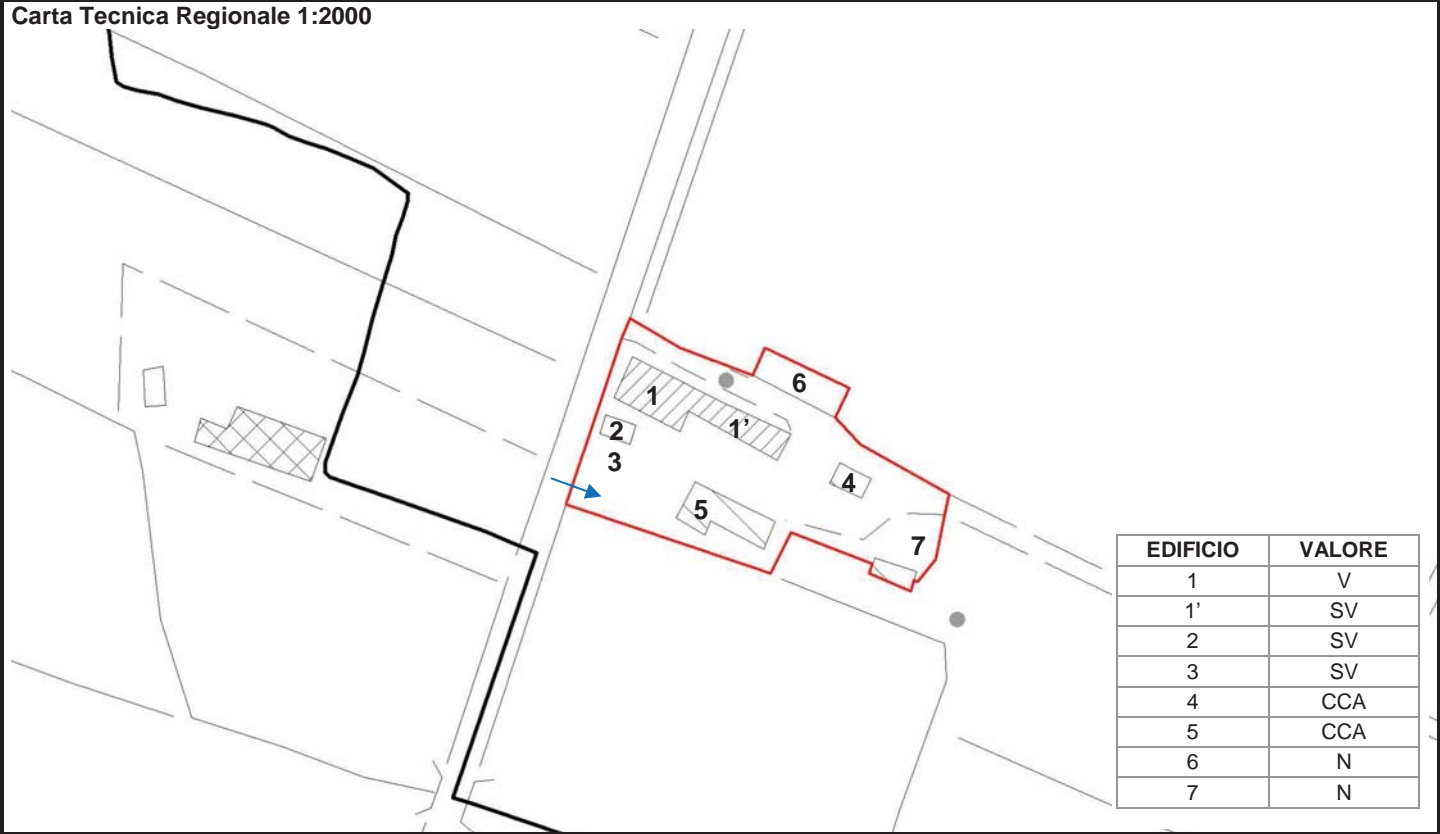 Carta Tecnica Regionale 1:2000
6
1
1’
2
3
4
5
7
EDIFICIO VALORE
1 V
1’ SV
2 SV
3 SV
4 CCA
5 CCA
6 N
7 N